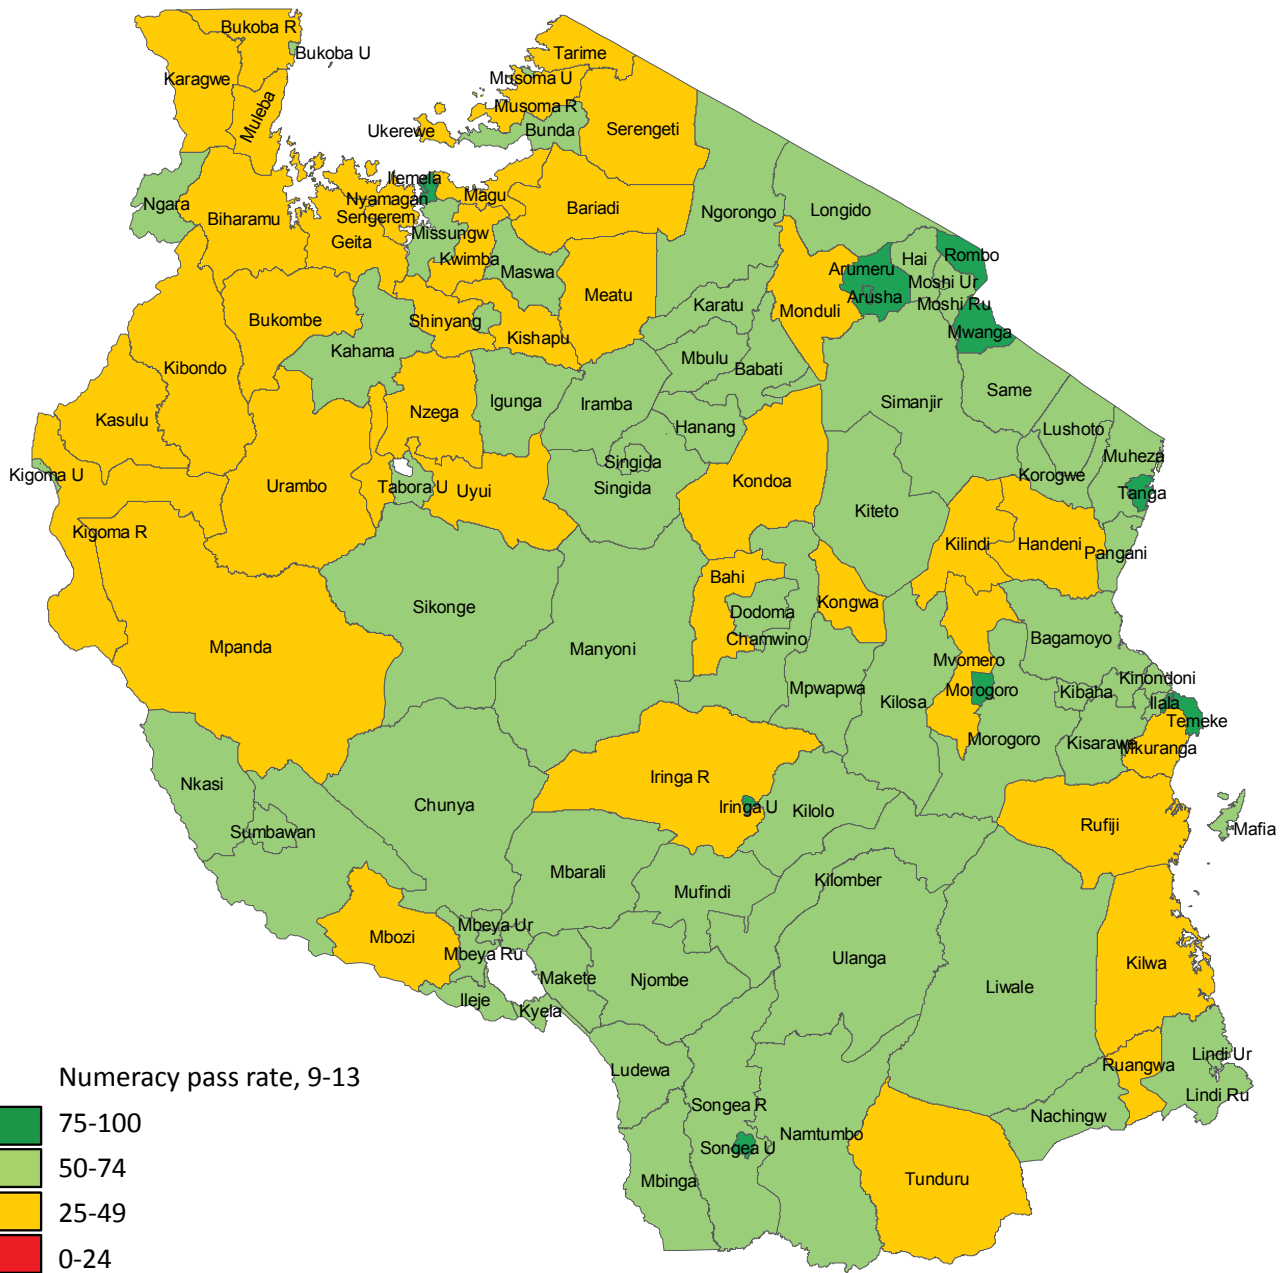 Bukoba R
Bukoba U
Karagwe
Muleba
Tarime
Musoma U
Musoma R
Ukerewe
Bunda
Serengeti
Ngara
Biharamu
Ilemela
Nyamagan
Sengerem
Geita
Magu
Missungw
Kwimba
Bariadi
Maswa
Ngorongo
Longido
Arumeru
Arusha
Hai
Rombo
Moshi Ur
Moshi Ru
Mwanga
Monduli
Karatu
Meatu
Bukombe
Shinyang
Kishapu
Kahama
Kibondo
Mbulu
Babati
Kasulu
Nzega
Igunga
Iramba
Hanang
Simanjir
Same
Lushoto
Muheza
Korogwe
Tanga
Kigoma U
Urambo
Tabora U
Uyui
Singida
Singida
Kondoa
Kiteto
Kilindi
Handeni
Pangani
Kigoma R
Bahi
Dodoma
Chamwino
Kongwa
Sikonge
Manyoni
Mpanda
Mpwapwa
Kilosa
Mvomero
Morogoro
Morogoro
Bagamoyo
Kibaha
Kinondoni
Ilala
Temeke
Kisarawe
Mkuranga
Nkasi
Sumbawan
Chunya
Iringa R
Iringa U
Kilolo
Rufiji
Mafia
Mbarali
Mufindi
Kilomber
Mbozi
Mbeya Ur
Mbeya Ru
Ileje
Kyela
Makete
Njombe
Ulanga
Liwale
Kilwa
Ruangwa
Lindi Ur
Lindi Ru
Nachingw
Ludewa
Songea R
Songea U
Namtumbo
Mbinga
Tunduru
Numeracy pass rate, 9-13
75-100
50-74
25-49
0-24